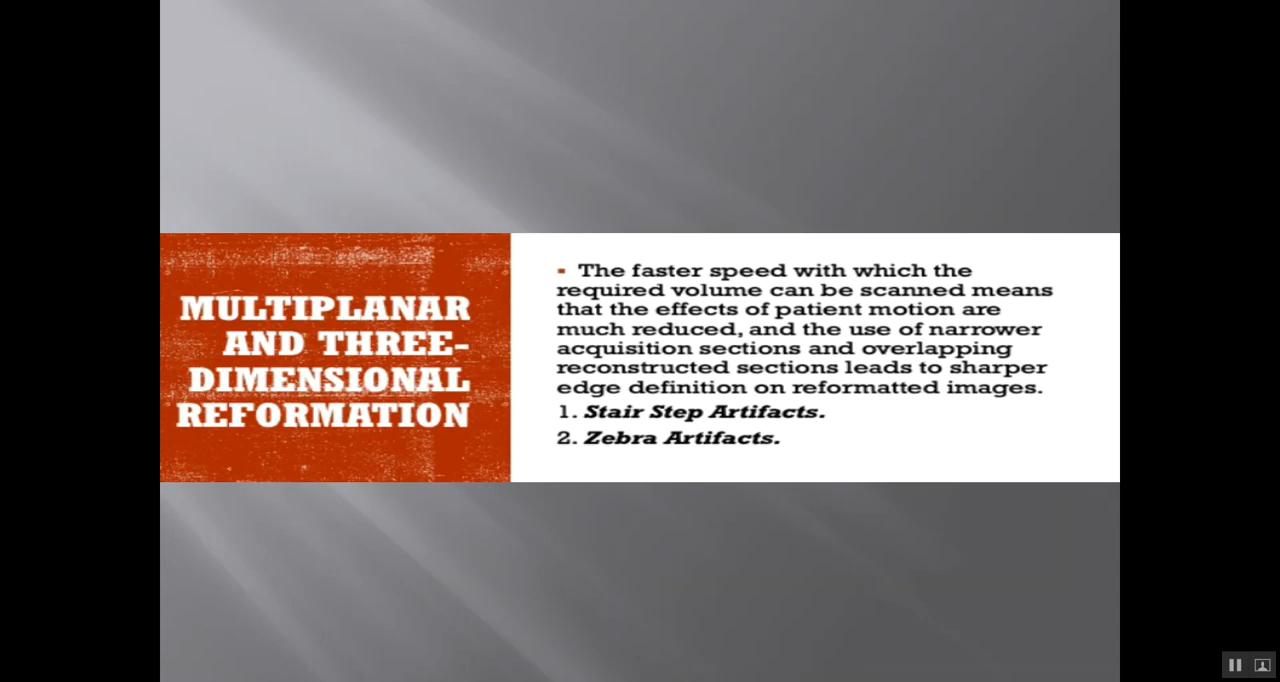 MULTIPLANAR
AND THREE-
DIMENSIONAL
REFORMATION
▪ The faster speed with which the
required volume can be scanned means
that the effects of patient motion are
much reduced, and the use of narrower
acquisition sections and overlapping
reconstructed sections leads to sharper
edge definition on reformatted images.
1. Stair Step Artifacts.
2. Zebra Artifacts.